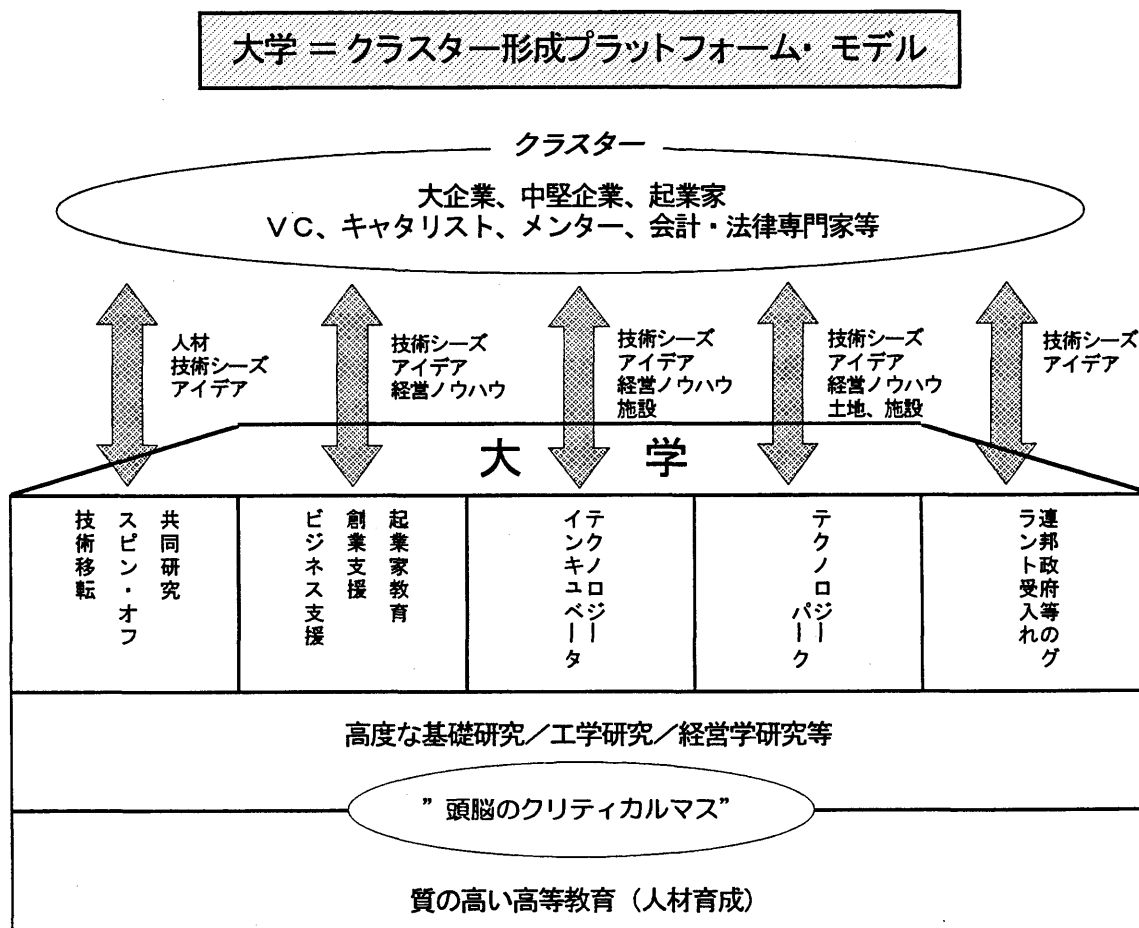 大学 ＝ クラスター形成プラットフォーム・ モデル
クラスター
大企業、中堅企業、起業家
ＶＣ、キャタリスト、メンター、会計・法律専門家等
人材
技術シーズ
アイデア
技術シーズ
アイデア
経営ノウハウ
技術シーズ
アイデア
経営ノウハウ
施設
技術シーズ
アイデア
経営ノウハウ
土地、施設
技術シーズ
アイデア
大 学
共同研究
スピン・オフ
技術移転
起業家教育
創業支援
ビジネス支援
テクノロジー
インキュベータ
テクノロジー
パーク
連邦政府等のグ
ラント受入れ
高度な基礎研究／工学研究／経営学研究等
”頭脳のクリティカルマス”
質の高い高等教育（人材育成）